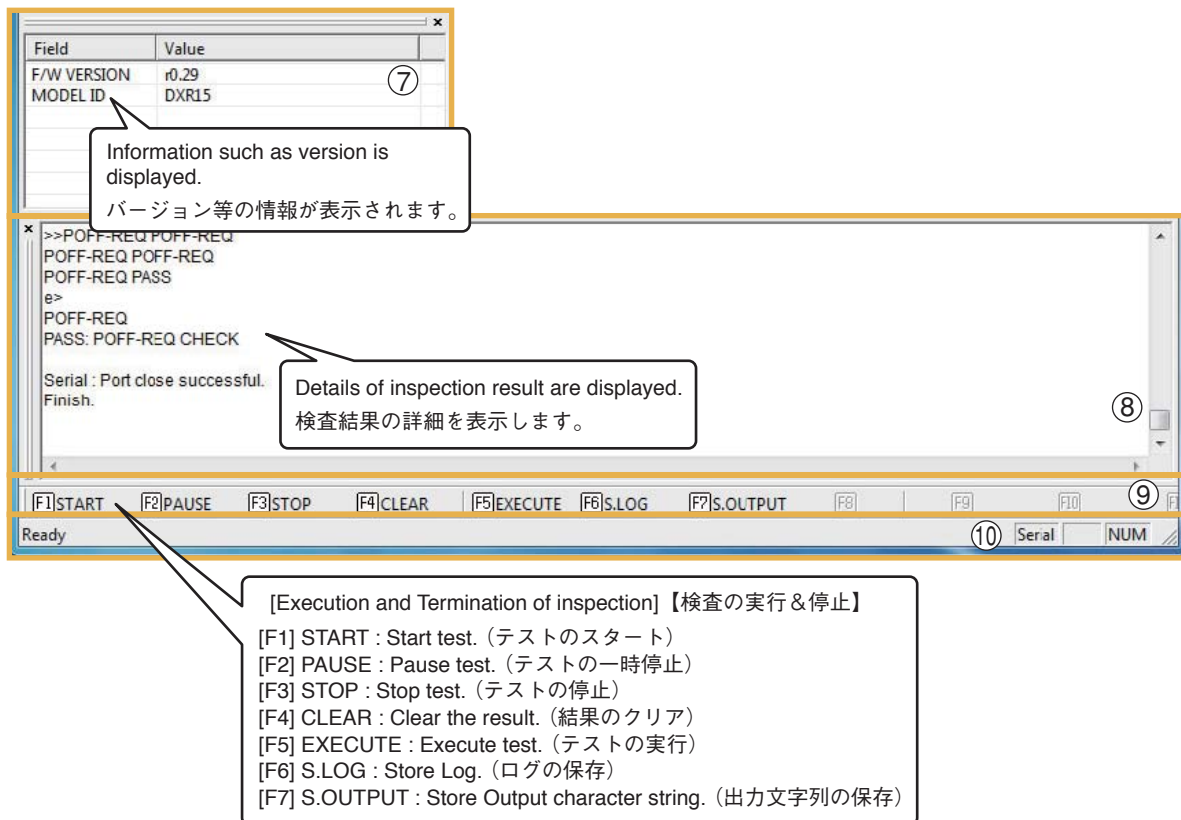 ×
Field Value
F/W VERSION r0.29
⑦
MODEL ID DXR15
Information such as version is
displayed.
バージョン等の情報が表示されます。
×
>>POFF-REQ POFF-REQ
POFF-REQ POFF-REQ
POFF-REQ PASS
e>
POFF-REQ
PASS: POFF-REQ CHECK
Serial : Port close successful.
Finish.
Details of inspection result are displayed.
検査結果の詳細を表示します。
⑧
F1 START F2 PAUSE F3 STOP F4 CLEAR F5 EXECUTE F6 S.LOG F7 S.OUTPUT F8 F9 F10 ⑨
Ready ⑩ Serial NUM
[Execution and Termination of inspection]【検査の実行＆停止】
[F1] START : Start test.（テストのスタート）
[F2] PAUSE : Pause test.（テストの一時停止）
[F3] STOP : Stop test.（テストの停止）
[F4] CLEAR : Clear the result.（結果のクリア）
[F5] EXECUTE : Execute test.（テストの実行）
[F6] S.LOG : Store Log.（ログの保存）
[F7] S.OUTPUT : Store Output character string.（出力文字列の保存）